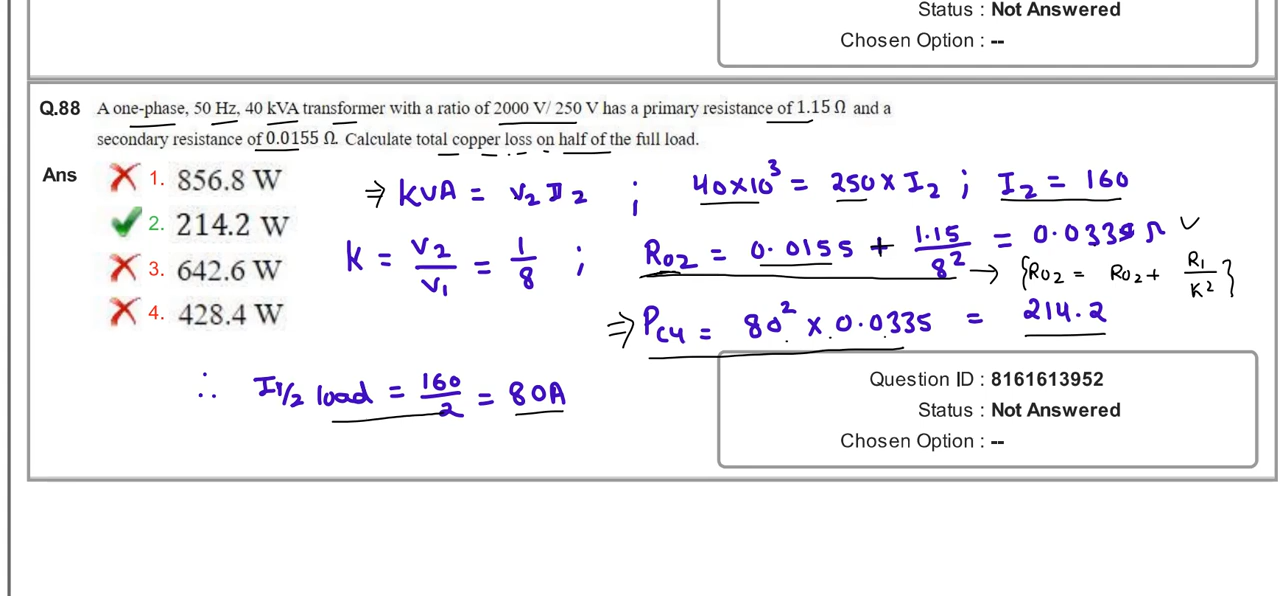 Status : Not Answered
Chosen Option : --
Q.88 A one-phase, 50 Hz, 40 kVA transformer with a ratio of 2000 V/ 250 V has a primary resistance of 1.15 Ω and a
secondary resistance of 0.0155 Ω. Calculate total copper loss on half of the full load.
Ans
1. 856.8 W
2. 214.2 W
3. 642.6 W
4. 428.4 W
⇒ KVA = V₂ I₂ ; 40×10³ = 250 × I₂ ; I₂ = 160
K = V₂/V₁ = 1/8 ; R₀₂ = 0.0155 + 1.15/8² = 0.0335 Ω ✓
→ {R₀₂ = R₀₂ + R₁/K²}
⇒ Pcu = 80² × 0.0335 = 214.2
∴ I1/2 load = 160/2 = 80A
Question ID : 8161613952
Status : Not Answered
Chosen Option : --